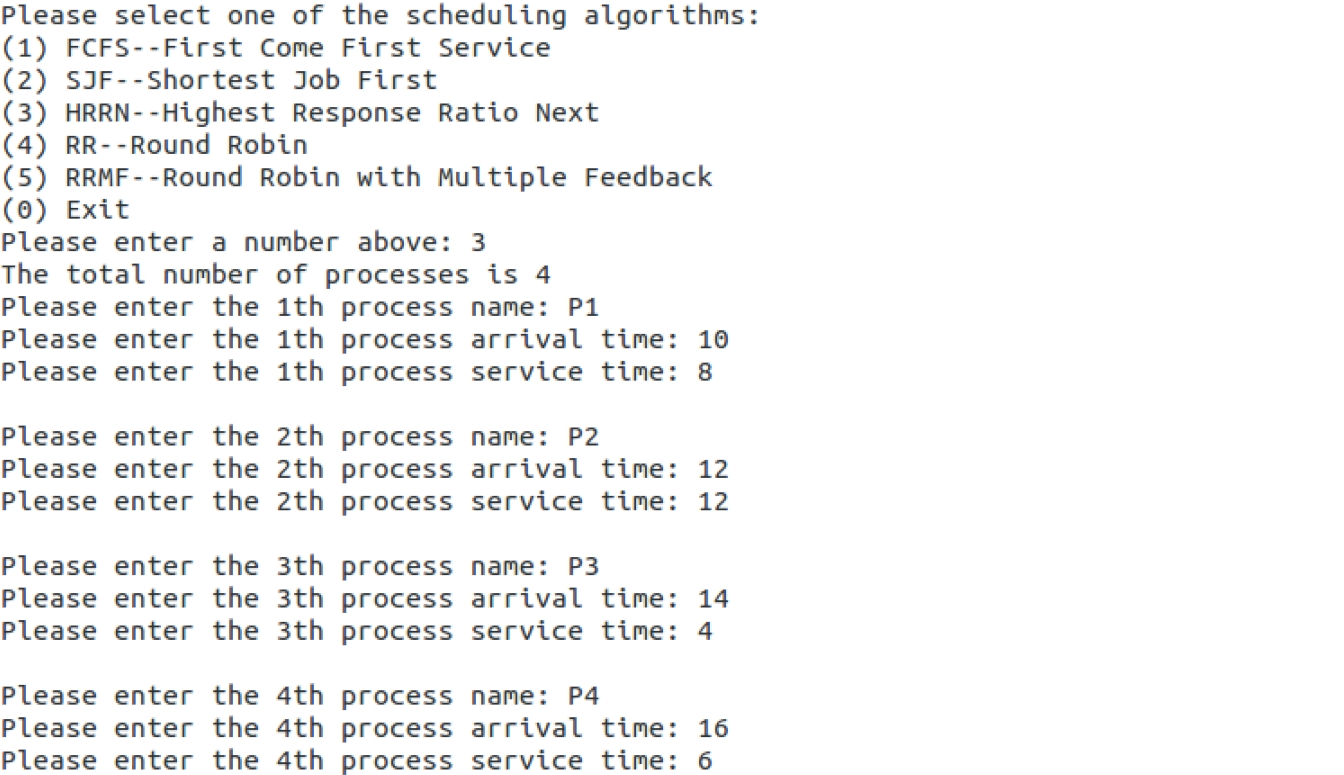 Please select one of the scheduling algorithms:
(1) FCFS--First Come First Service
(2) SJF--Shortest Job First
(3) HRRN--Highest Response Ratio Next
(4) RR--Round Robin
(5) RRMF--Round Robin with Multiple Feedback
(0) Exit
Please enter a number above: 3
The total number of processes is 4
Please enter the 1th process name: P1
Please enter the 1th process arrival time: 10
Please enter the 1th process service time: 8
Please enter the 2th process name: P2
Please enter the 2th process arrival time: 12
Please enter the 2th process service time: 12
Please enter the 3th process name: P3
Please enter the 3th process arrival time: 14
Please enter the 3th process service time: 4
Please enter the 4th process name: P4
Please enter the 4th process arrival time: 16
Please enter the 4th process service time: 6